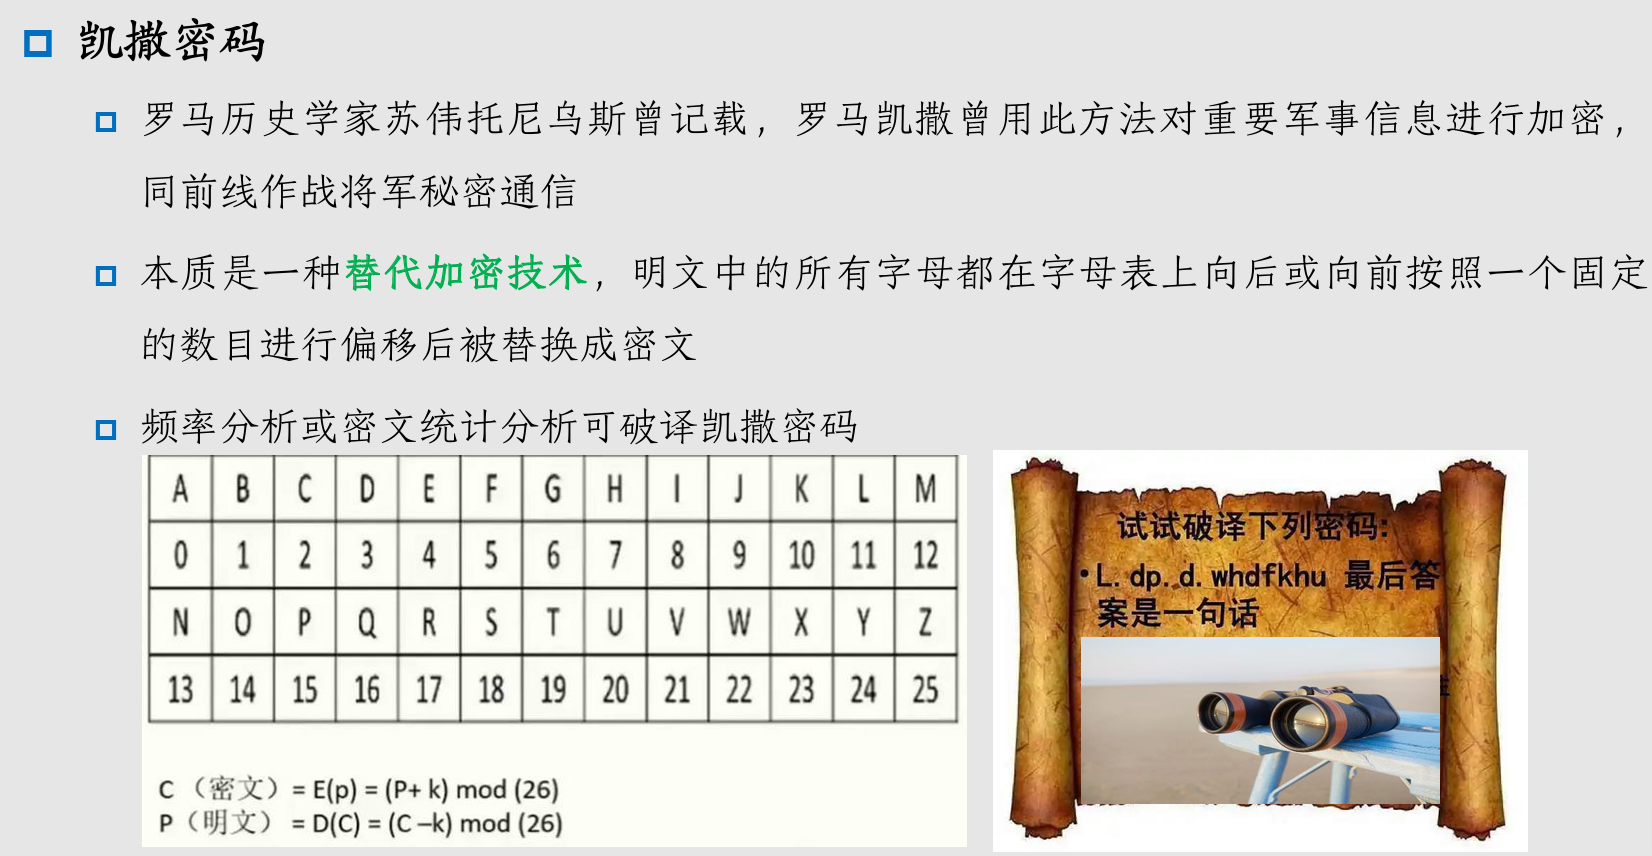 凯撒密码
罗马历史学家苏伟托尼乌斯曾记载，罗马凯撒曾用此方法对重要军事信息进行加密，
同前线作战将军秘密通信
本质是一种替代加密技术，明文中的所有字母都在字母表上向后或向前按照一个固定
的数目进行偏移后被替换成密文
频率分析或密文统计分析可破译凯撒密码
A B C D E F G H I J K L M
0 1 2 3 4 5 6 7 8 9 10 11 12
N O P Q R S T U V W X Y Z
13 14 15 16 17 18 19 20 21 22 23 24 25
C （密文）= E(p) = (P+ k) mod (26)
P（明文） = D(C) = (C –k) mod (26)
试试破译下列密码:
•L. dp. d. whdfkhu 最后答
案是一句话